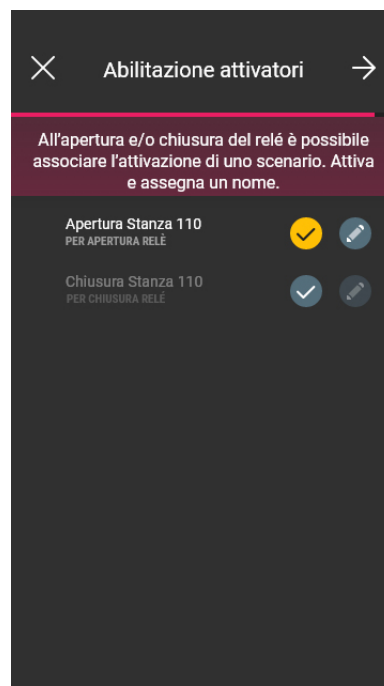 Abilitazione attivatori
All'apertura e/o chiusura del relé è possibile
associare l'attivazione di uno scenario. Attiva
e assegna un nome.
Apertura Stanza 110
PER APERTURA RELÈ
Chiusura Stanza 110
PER CHIUSURA RELÉ